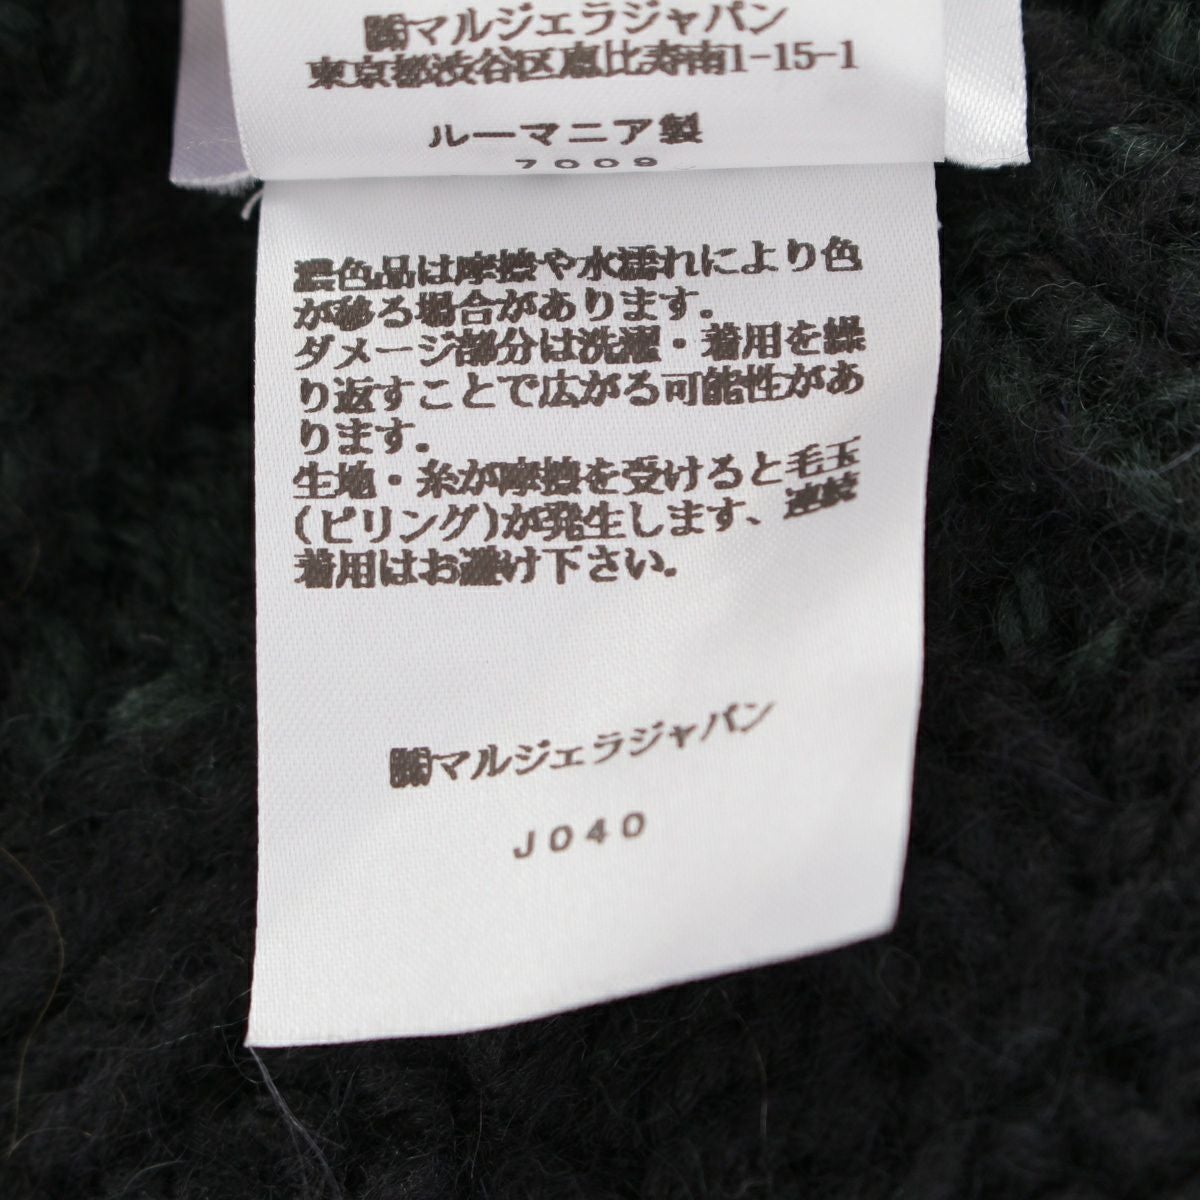 ㈱マルジェラジャパン
東京都渋谷区恵比寿南1-15-1
ルーマニア製
7009
濃色品は摩擦や水濡れにより色
が移る場合があります。
ダメージ部分は洗濯・着用を繰
り返すことで広がる可能性があ
ります。
生地・糸が摩擦を受けると毛玉
(ピリング)が発生します、連続
着用はお避け下さい。
㈱マルジェラジャパン
J040